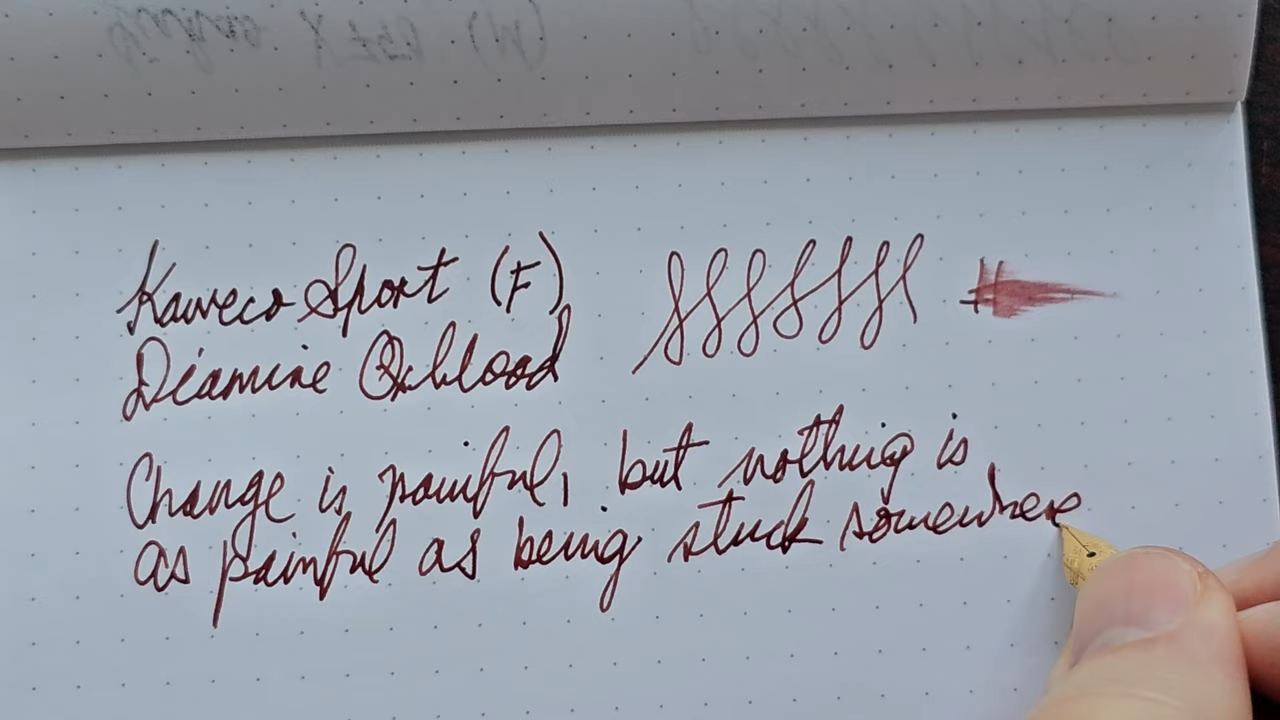 Kaweco Sport (F)
Diamine Oxblood
Change is painful, but nothing is
as painful as being stuck somewhere